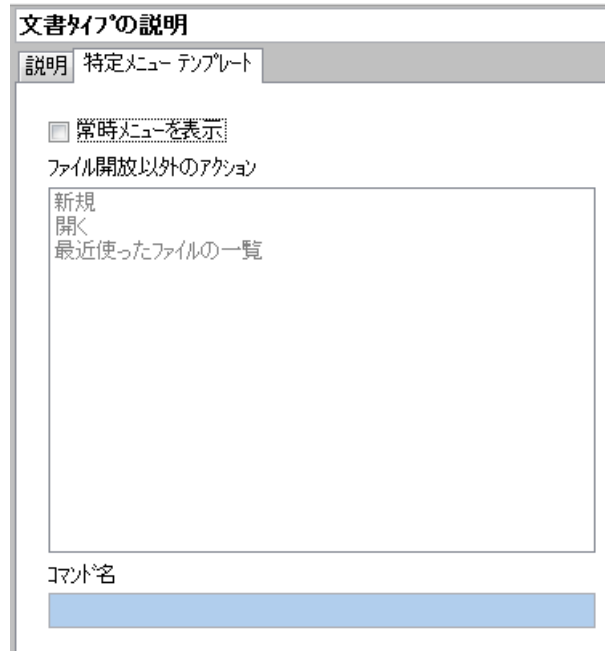 文書タイプの説明
説明
特定メニュー テンプレート
常時メニューを表示
ファイル開放以外のアクション
新規
開く
最近使ったファイルの一覧
コマンド名